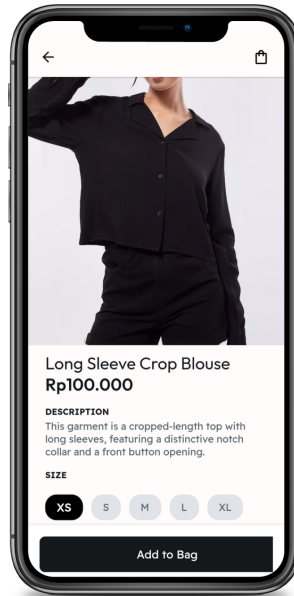 Long Sleeve Crop Blouse
Rp100.000
DESCRIPTION
This garment is a cropped-length top with
long sleeves, featuring a distinctive notch
collar and a front button opening.
SIZE
XS S M L XL
Add to Bag